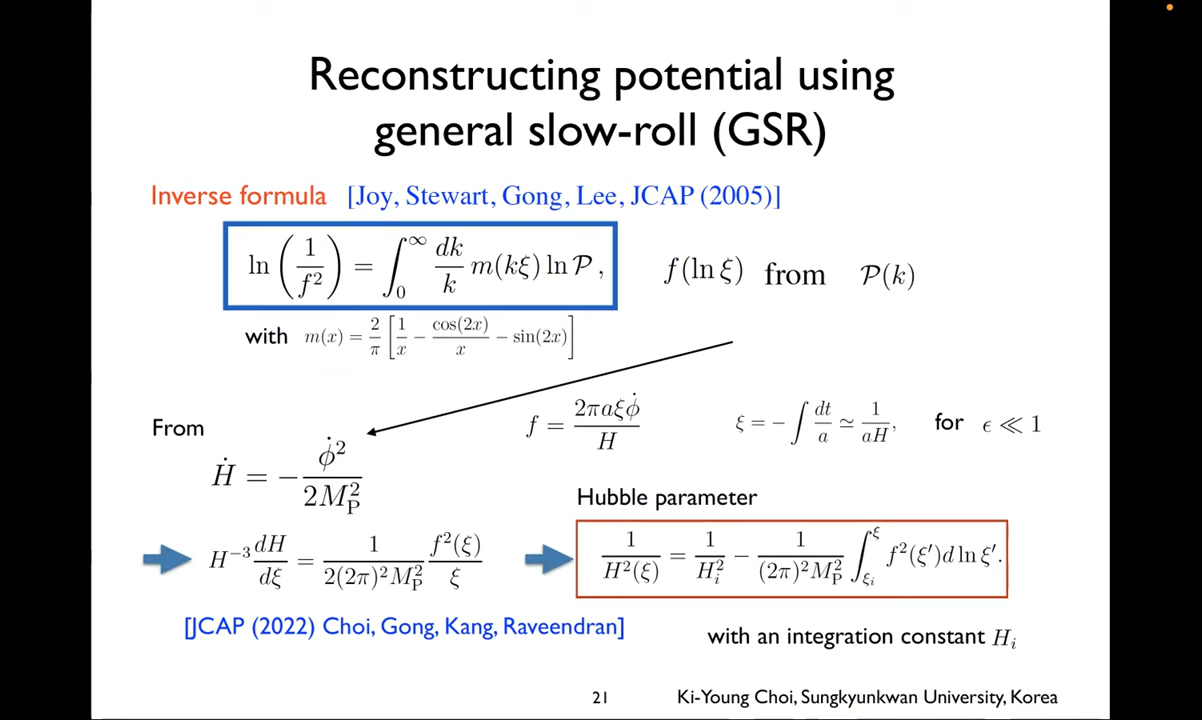 Reconstructing potential using
general slow-roll (GSR)
Inverse formula [Joy, Stewart, Gong, Lee, JCAP (2005)]
ln(1/f²) = ∫₀^∞ dk/k m(kξ) ln 𝒫 , f(ln ξ) from 𝒫(k)
with m(x) = 2/π [1/x − cos(2x)/x − sin(2x)]
From
f = 2πaξφ̇/H ξ = −∫ dt/a ≃ 1/aH, for ϵ ≪ 1
Ḣ = − φ̇²/2M_P²
Hubble parameter
H⁻³ dH/dξ = 1/2(2π)²M_P² f²(ξ)/ξ
1/H²(ξ) = 1/H_i² − 1/(2π)²M_P² ∫_{ξ_i}^{ξ} f²(ξ′)d ln ξ′.
[JCAP (2022) Choi, Gong, Kang, Raveendran]
with an integration constant H_i
21 Ki-Young Choi, Sungkyunkwan University, Korea